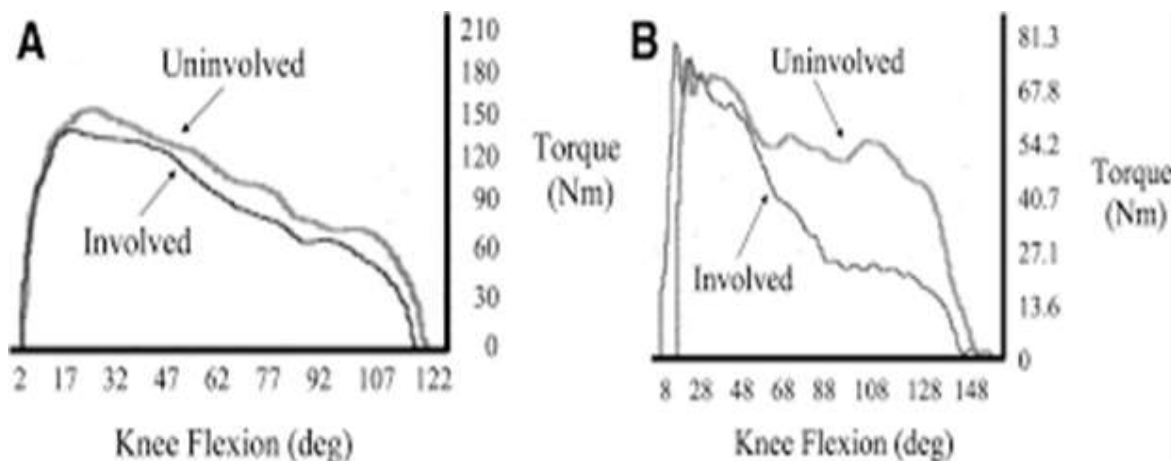 A
Uninvolved
Involved
210
180
150
120
90
60
30
0
Torque
(Nm)
2 17 32 47 62 77 92 107 122
Knee Flexion (deg)
B
Uninvolved
Involved
81.3
67.8
54.2
40.7
27.1
13.6
0
Torque
(Nm)
8 28 48 68 88 108 128 148
Knee Flexion (deg)